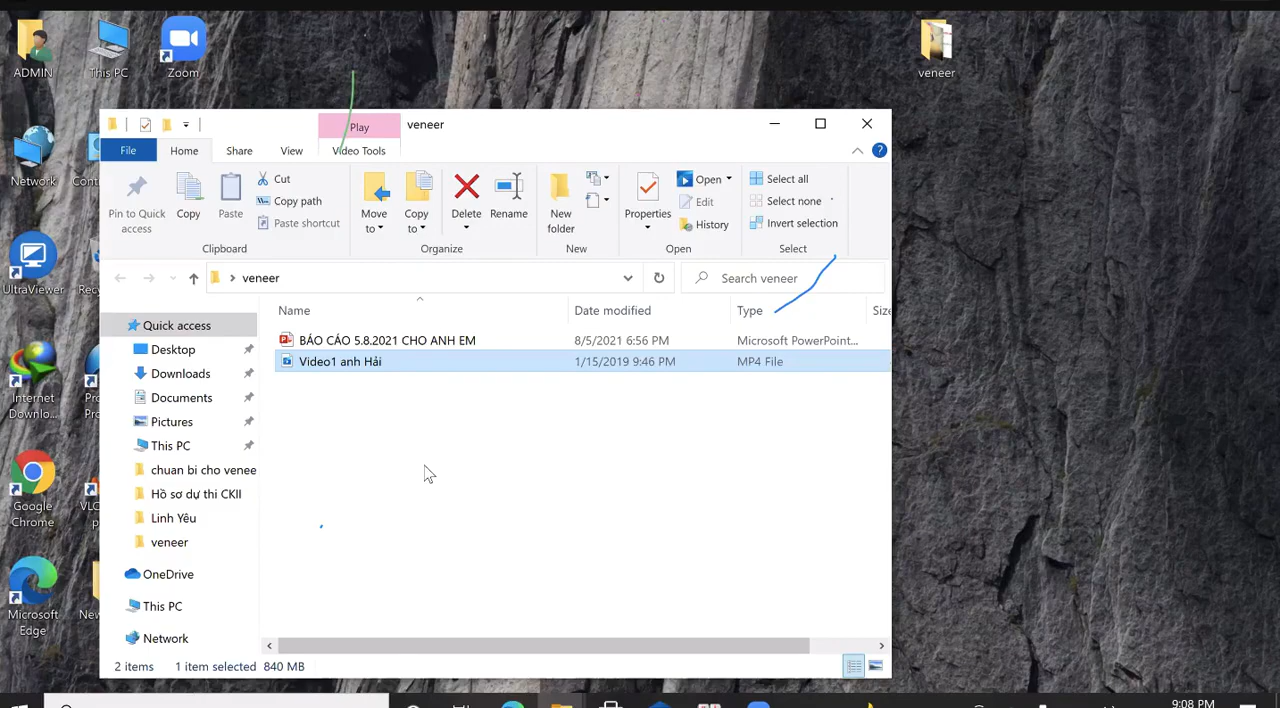 ADMIN
This PC
Zoom
veneer
Play
veneer
File
Home
Share
View
Video Tools
Network
Pin to Quick access
Copy
Paste
Cut
Copy path
Paste shortcut
Clipboard
Move to
Copy to
Delete
Rename
Organize
New folder
New
Properties
Open
Edit
History
Open
Select all
Select none
Invert selection
Select
UltraViewer
veneer
Search veneer
Name
Date modified
Type
Quick access
BÁO CÁO 5.8.2021 CHO ANH EM
8/5/2021 6:56 PM
Microsoft PowerPoint...
Video1 anh Hải
1/15/2019 9:46 PM
MP4 File
Desktop
Downloads
Documents
Pictures
This PC
chuan bi cho venee
Hồ sơ dự thi CKII
Linh Yêu
veneer
OneDrive
This PC
Network
Internet
Downlo...
Google
Chrome
Microsoft
Edge
2 items
1 item selected
840 MB
9:08 PM